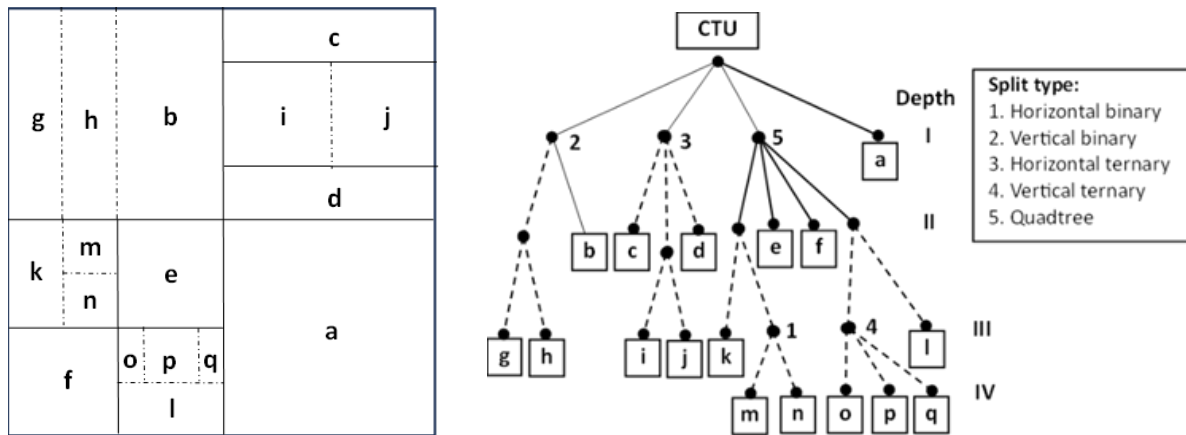 c
g h b i j
d
m
k e
n
a
o p q
f
l
CTU
Depth
I
2 3 5
a
II
b c d e f
III
1 4
g h i j k l
IV
m n o p q
Split type:
1. Horizontal binary
2. Vertical binary
3. Horizontal ternary
4. Vertical ternary
5. Quadtree